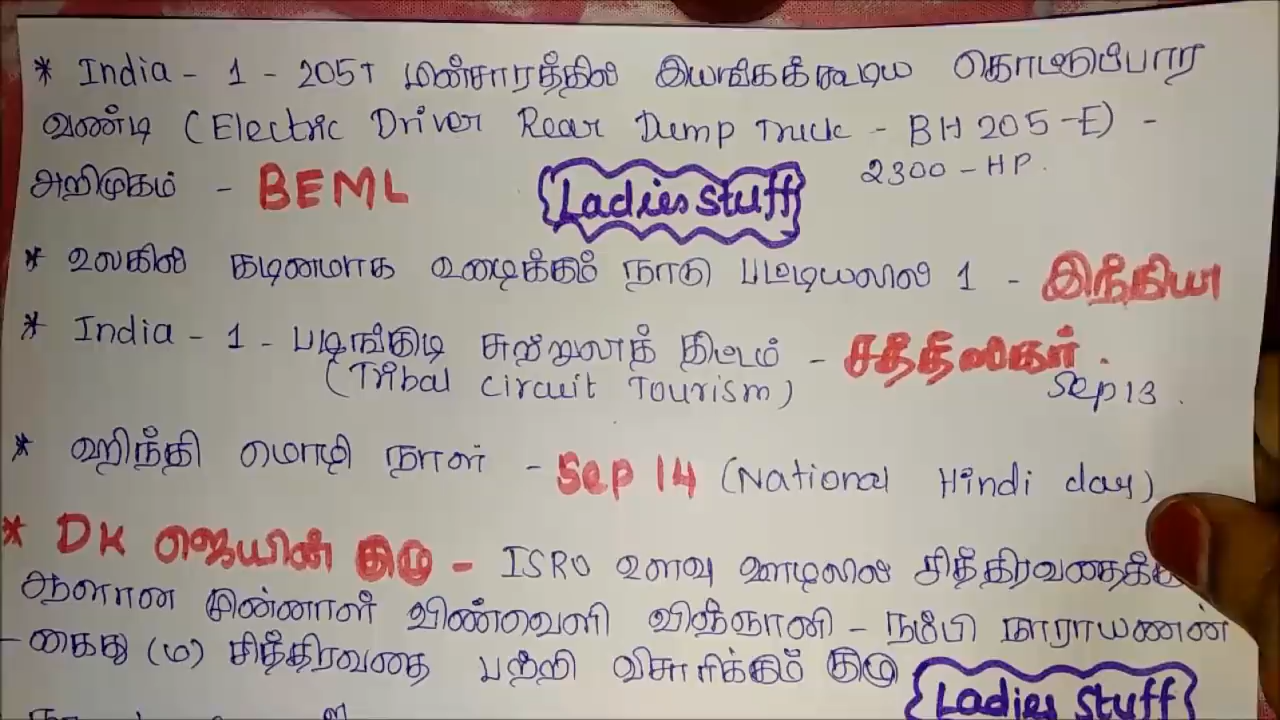 * India - 1 - 205T மின்சாரத்தில் இயங்கக்கூடிய கொட்டுப்போர
வண்டி (Electric Driver Rear Dump Truck - BH 205-E) -
2300 - HP.
அறிமுகம் - BEML
Ladies stuff
* உலகில் கடினமாக உழைக்கும் நாடு பட்டியலில் 1 - இந்தியா
* India - 1 - பழங்குடி சுற்றுலாத் திட்டம் - சத்தீஸ்கர்.
(Tribal Circuit Tourism) Sep 13.
* ஹிந்தி மொழி நாள் - Sep 14 (National Hindi day)
* DK ஜெயின் குழு - ISRO உளவு ஊழலில்
ஆளான முன்னாள் விண்வெளி விஞ்ஞானி - நம்பி நாராயணன்
- கைது (ம) சித்திரவதை பற்றி விசாரிக்கும் குழு
Ladies stuff